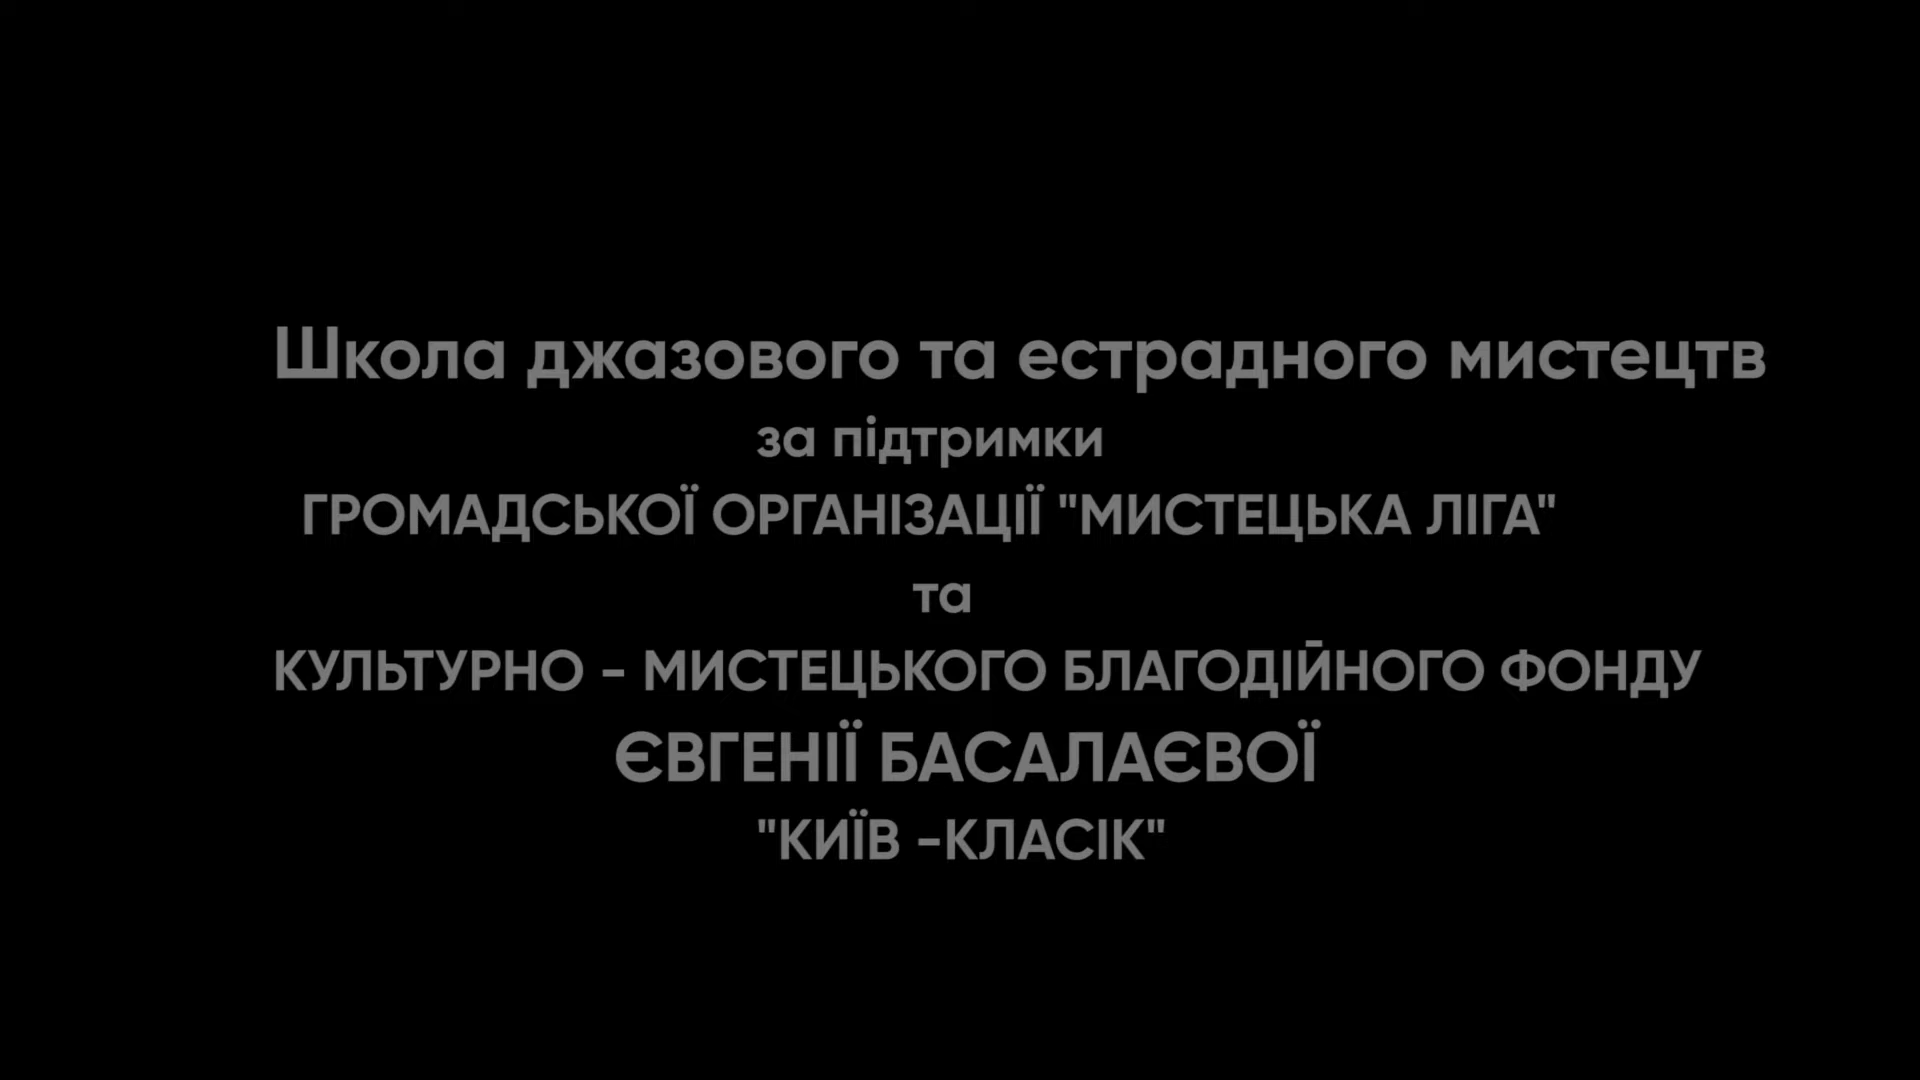 Школа джазового та естрадного мистецтв
за підтримки
ГРОМАДСЬКОЇ ОРГАНІЗАЦІЇ "МИСТЕЦЬКА ЛІГА"
та
КУЛЬТУРНО - МИСТЕЦЬКОГО БЛАГОДІЙНОГО ФОНДУ
ЄВГЕНІЇ БАСАЛАЄВОЇ
"КИЇВ -КЛАСІК"